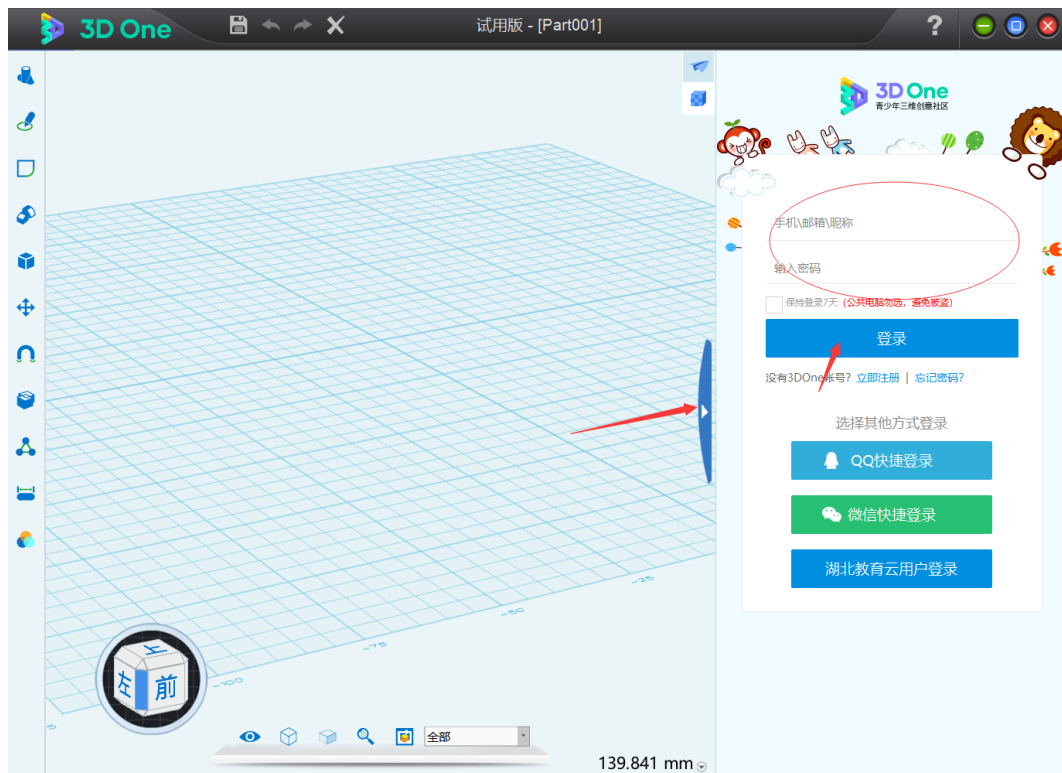 3D One
试用版 - [Part001]
?
3D One
青少年三维创意社区
手机\邮箱\昵称
输入密码
保持登录7天 (公共电脑勿选，避免被盗)
登录
没有3DOne帐号? 立即注册 | 忘记密码?
选择其他方式登录
QQ快捷登录
微信快捷登录
湖北教育云用户登录
-25
-50
-75
-100
上
左
前
全部
139.841 mm